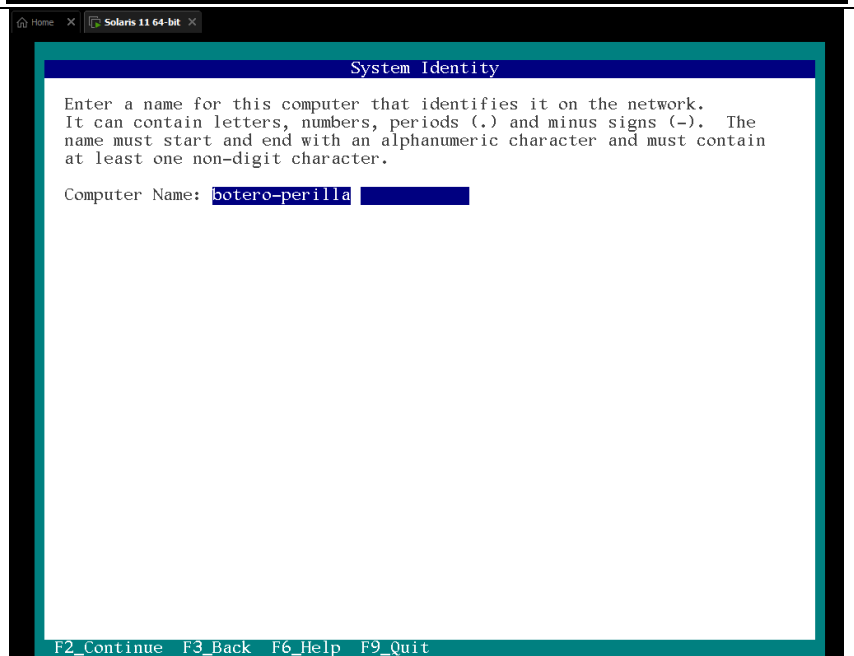 Home
Solaris 11 64-bit
System Identity
Enter a name for this computer that identifies it on the network.
It can contain letters, numbers, periods (.) and minus signs (-). The
name must start and end with an alphanumeric character and must contain
at least one non-digit character.
Computer Name: botero-perilla
F2_Continue F3_Back F6_Help F9_Quit